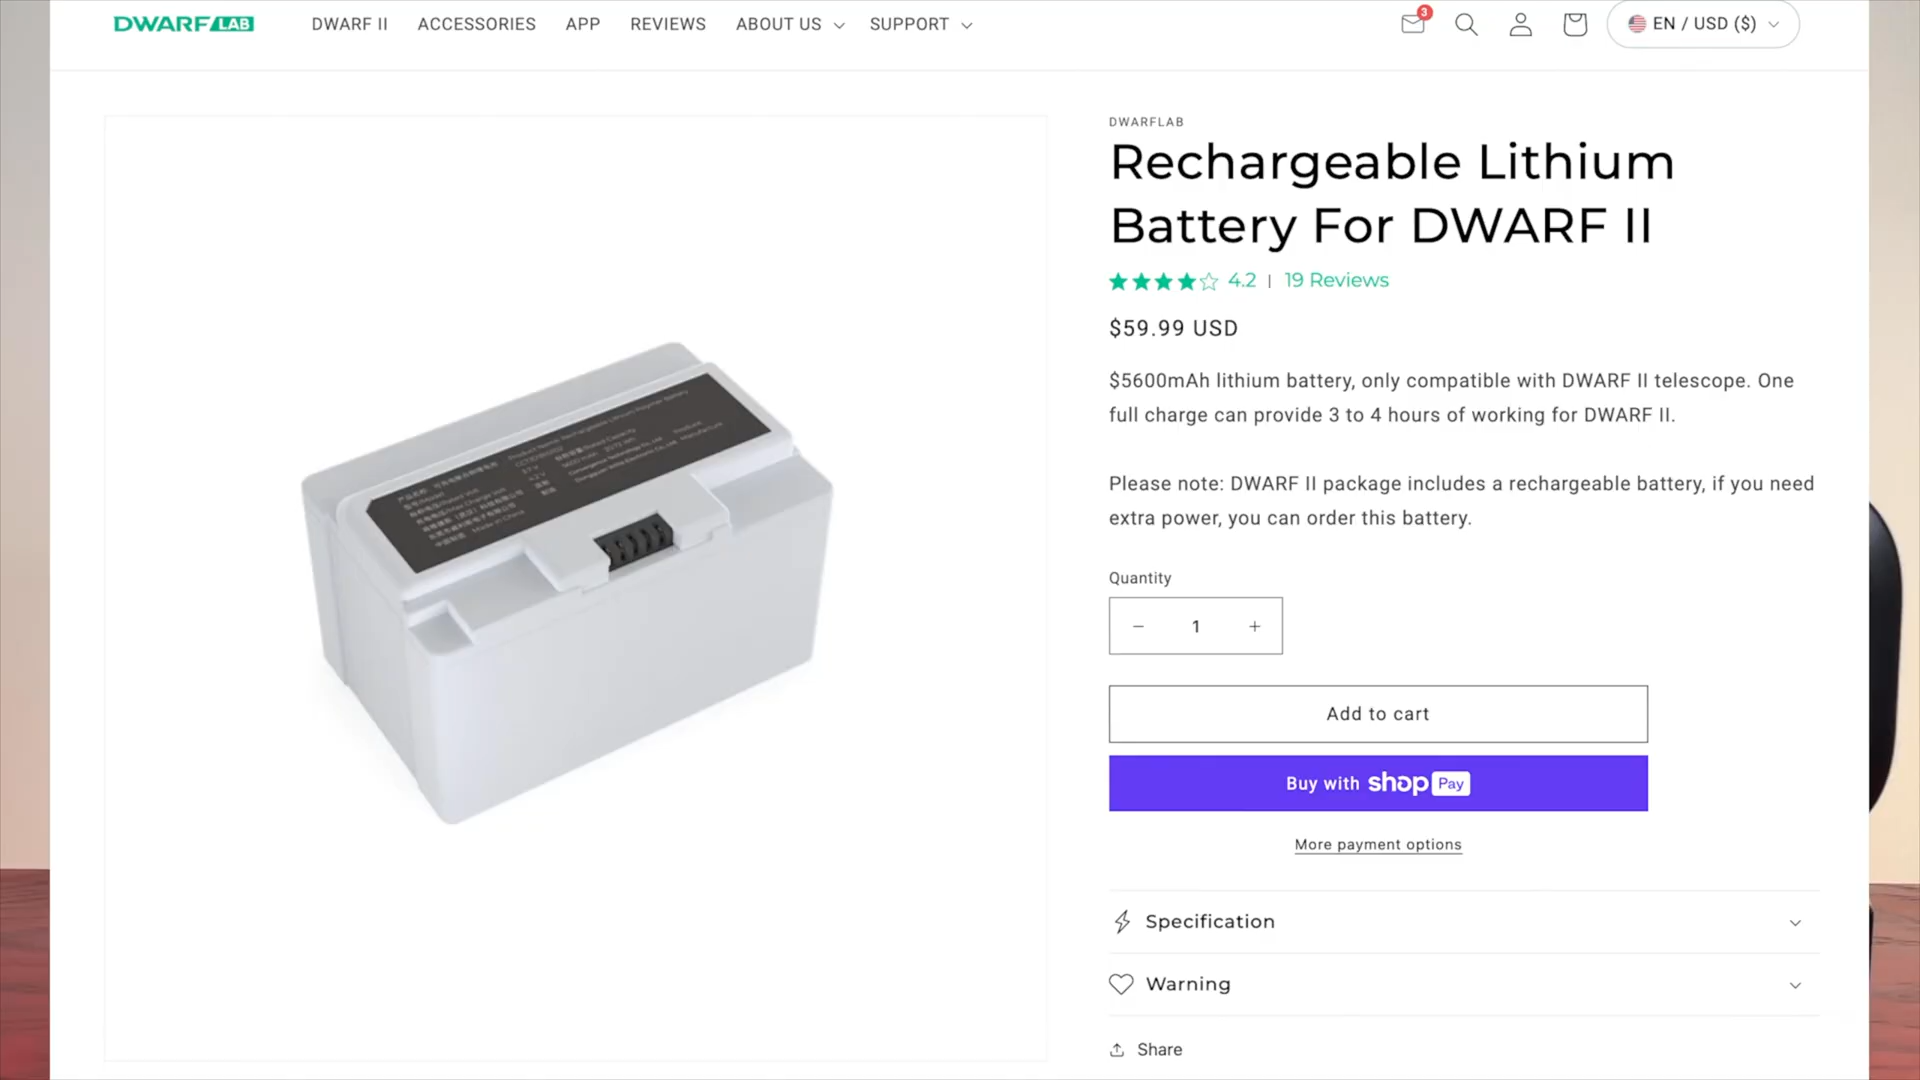 DWARFLAB
DWARF II
ACCESSORIES
APP
REVIEWS
ABOUT US
SUPPORT
3
EN / USD ($)
DWARFLAB
Rechargeable Lithium
Battery For DWARF II
4.2 | 19 Reviews
$59.99 USD
$5600mAh lithium battery, only compatible with DWARF II telescope. One
full charge can provide 3 to 4 hours of working for DWARF II.
Please note: DWARF II package includes a rechargeable battery, if you need
extra power, you can order this battery.
Quantity
− 1 +
Add to cart
Buy with shop Pay
More payment options
Specification
Warning
Share
Made in China